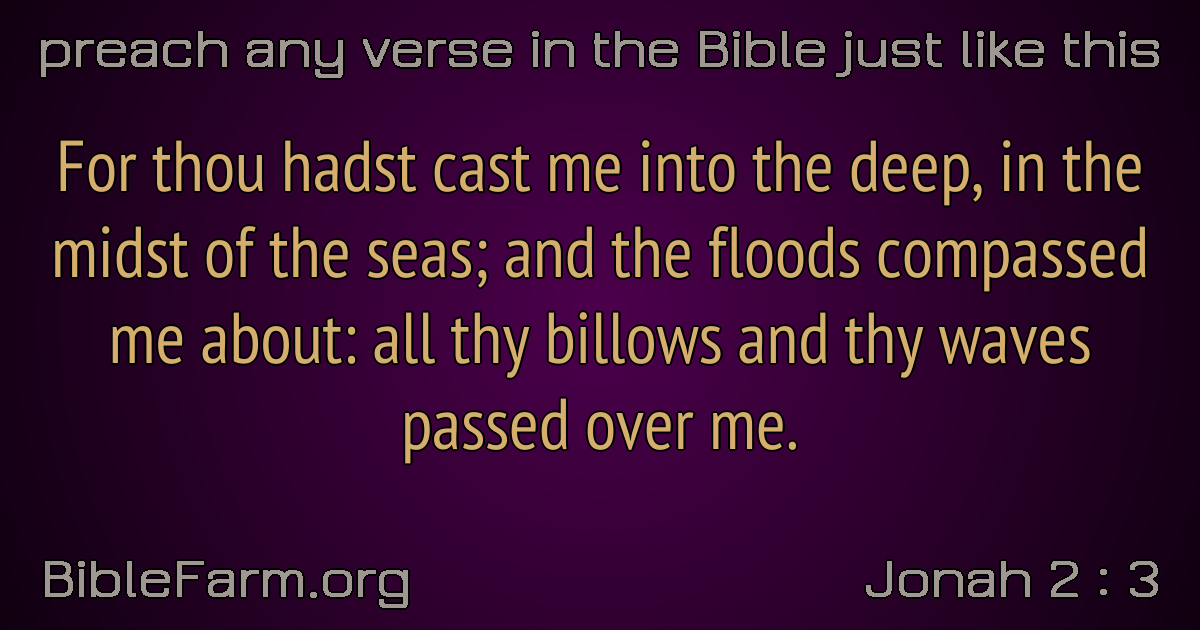 preach any verse in the Bible just like this
For thou hadst cast me into the deep, in the
midst of the seas; and the floods compassed
me about: all thy billows and thy waves
passed over me.
BibleFarm.org
Jonah 2 : 3